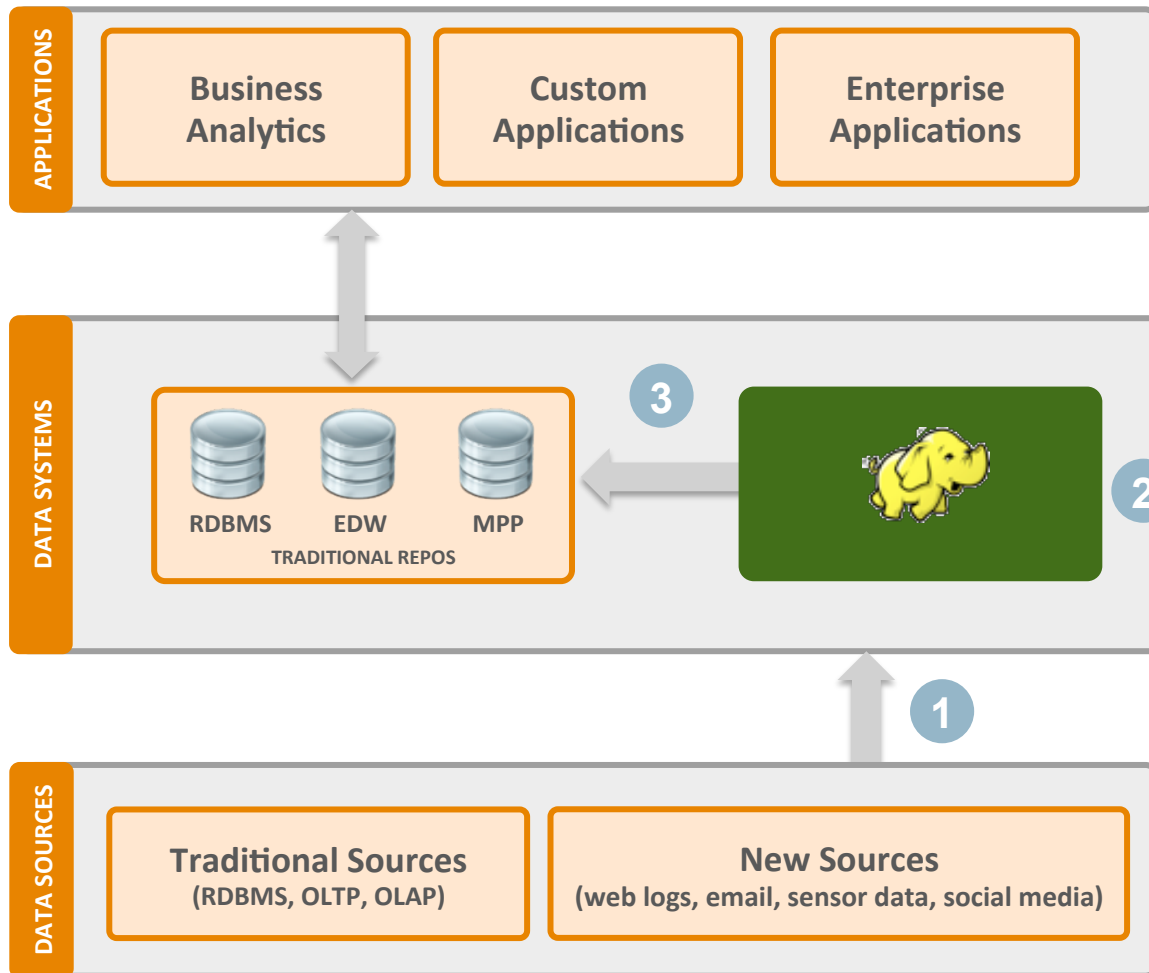 APPLICATIONS
Business
Analytics
Custom
Applications
Enterprise
Applications
DATA SYSTEMS
3
2
RDBMS
EDW
MPP
TRADITIONAL REPOS
1
DATA SOURCES
Traditional Sources
(RDBMS, OLTP, OLAP)
New Sources
(web logs, email, sensor data, social media)